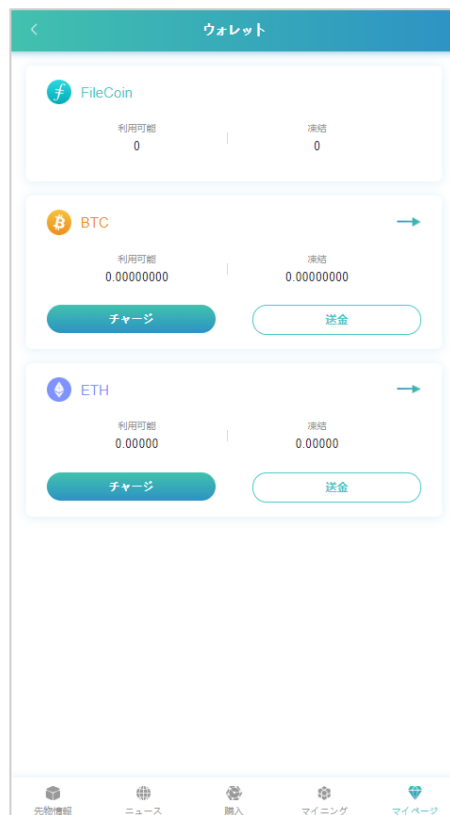 ウォレット
FileCoin
利用可能 凍結
0 0
BTC
利用可能 凍結
0.00000000 0.00000000
チャージ 送金
ETH
利用可能 凍結
0.00000 0.00000
チャージ 送金
先物情報 ニュース 購入 マイニング マイページ